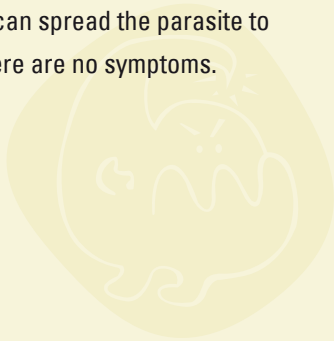 can spread the parasite to
ere are no symptoms.